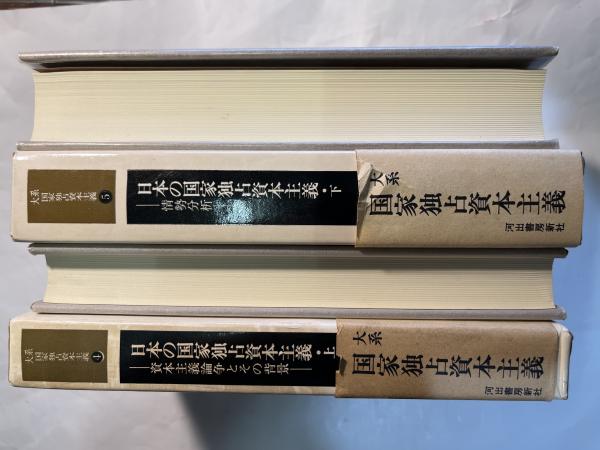 大系
国家独占資本主義
5
日本の国家独占資本主義・下
―情勢分析―
大系
国家独占資本主義
河出書房新社
大系
国家独占資本主義
4
日本の国家独占資本主義・上
―資本主義論争とその背景―
大系
国家独占資本主義
河出書房新社